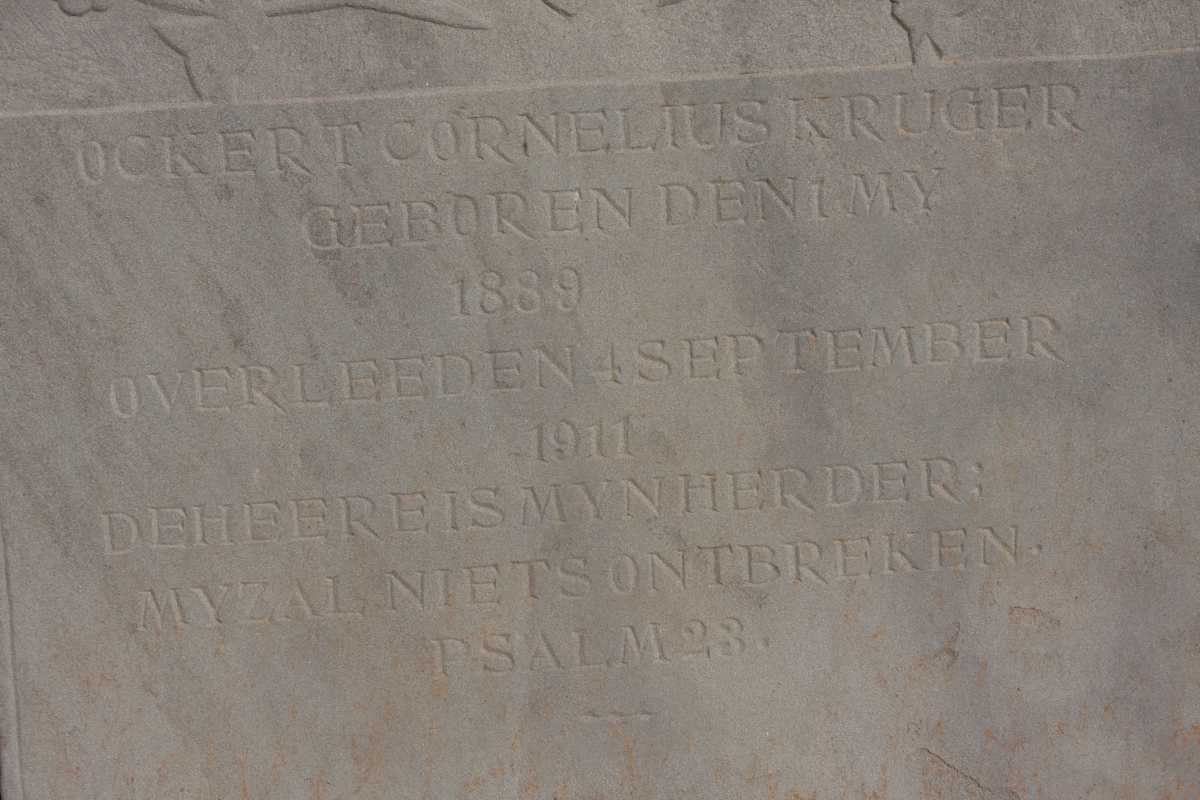 OCKERT CORNELIUS KRUGER
GEBOREN DEN 1 MY
1889
OVERLEEDEN 4 SEPTEMBER
1911
DE HEERE IS MYN HERDER;
MY ZAL NIETS ONTBREKEN.
PSALM 23.